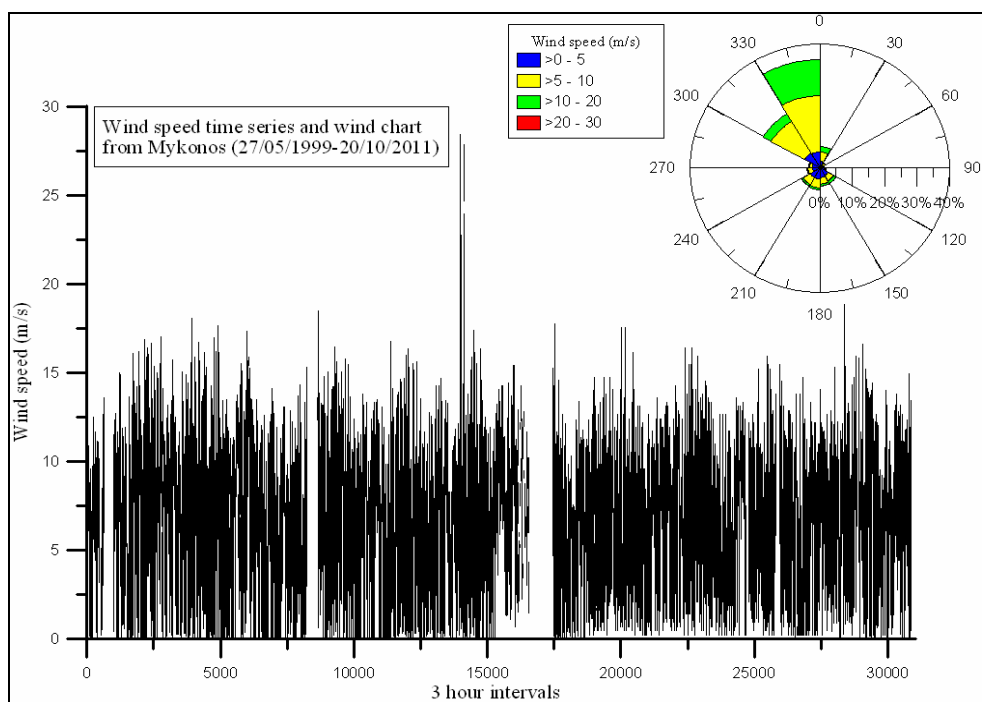 Wind speed (m/s)
>0 - 5
>5 - 10
>10 - 20
>20 - 30
0
30
60
90
120
150
180
210
240
270
300
330
0% 10% 20% 30% 40%
Wind speed time series and wind chart
from Mykonos (27/05/1999-20/10/2011)
Wind speed (m/s)
30
25
20
15
10
5
0
0 5000 10000 15000 20000 25000 30000
3 hour intervals